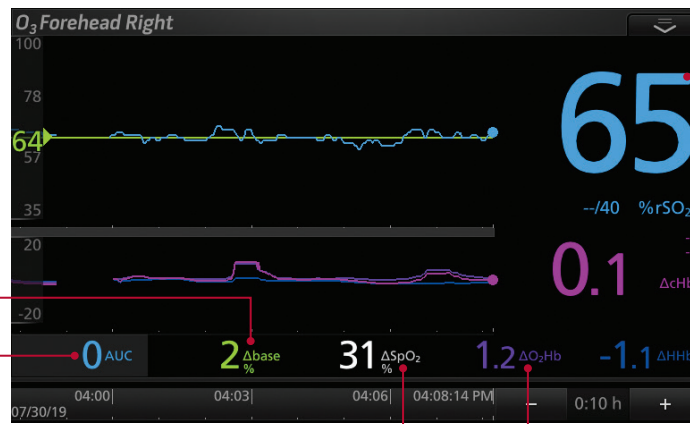 O₃ Forehead Right
100
78
64
57
35
65
--/40 %rSO₂
20
-20
0.1 ΔcHb
0 AUC 2 Δbase % 31 ΔSpO₂ % 1.2 ΔO₂Hb -1.1 ΔHHb
04:00 04:03 04:06 04:08:14 PM - 0:10 h +
07/30/19